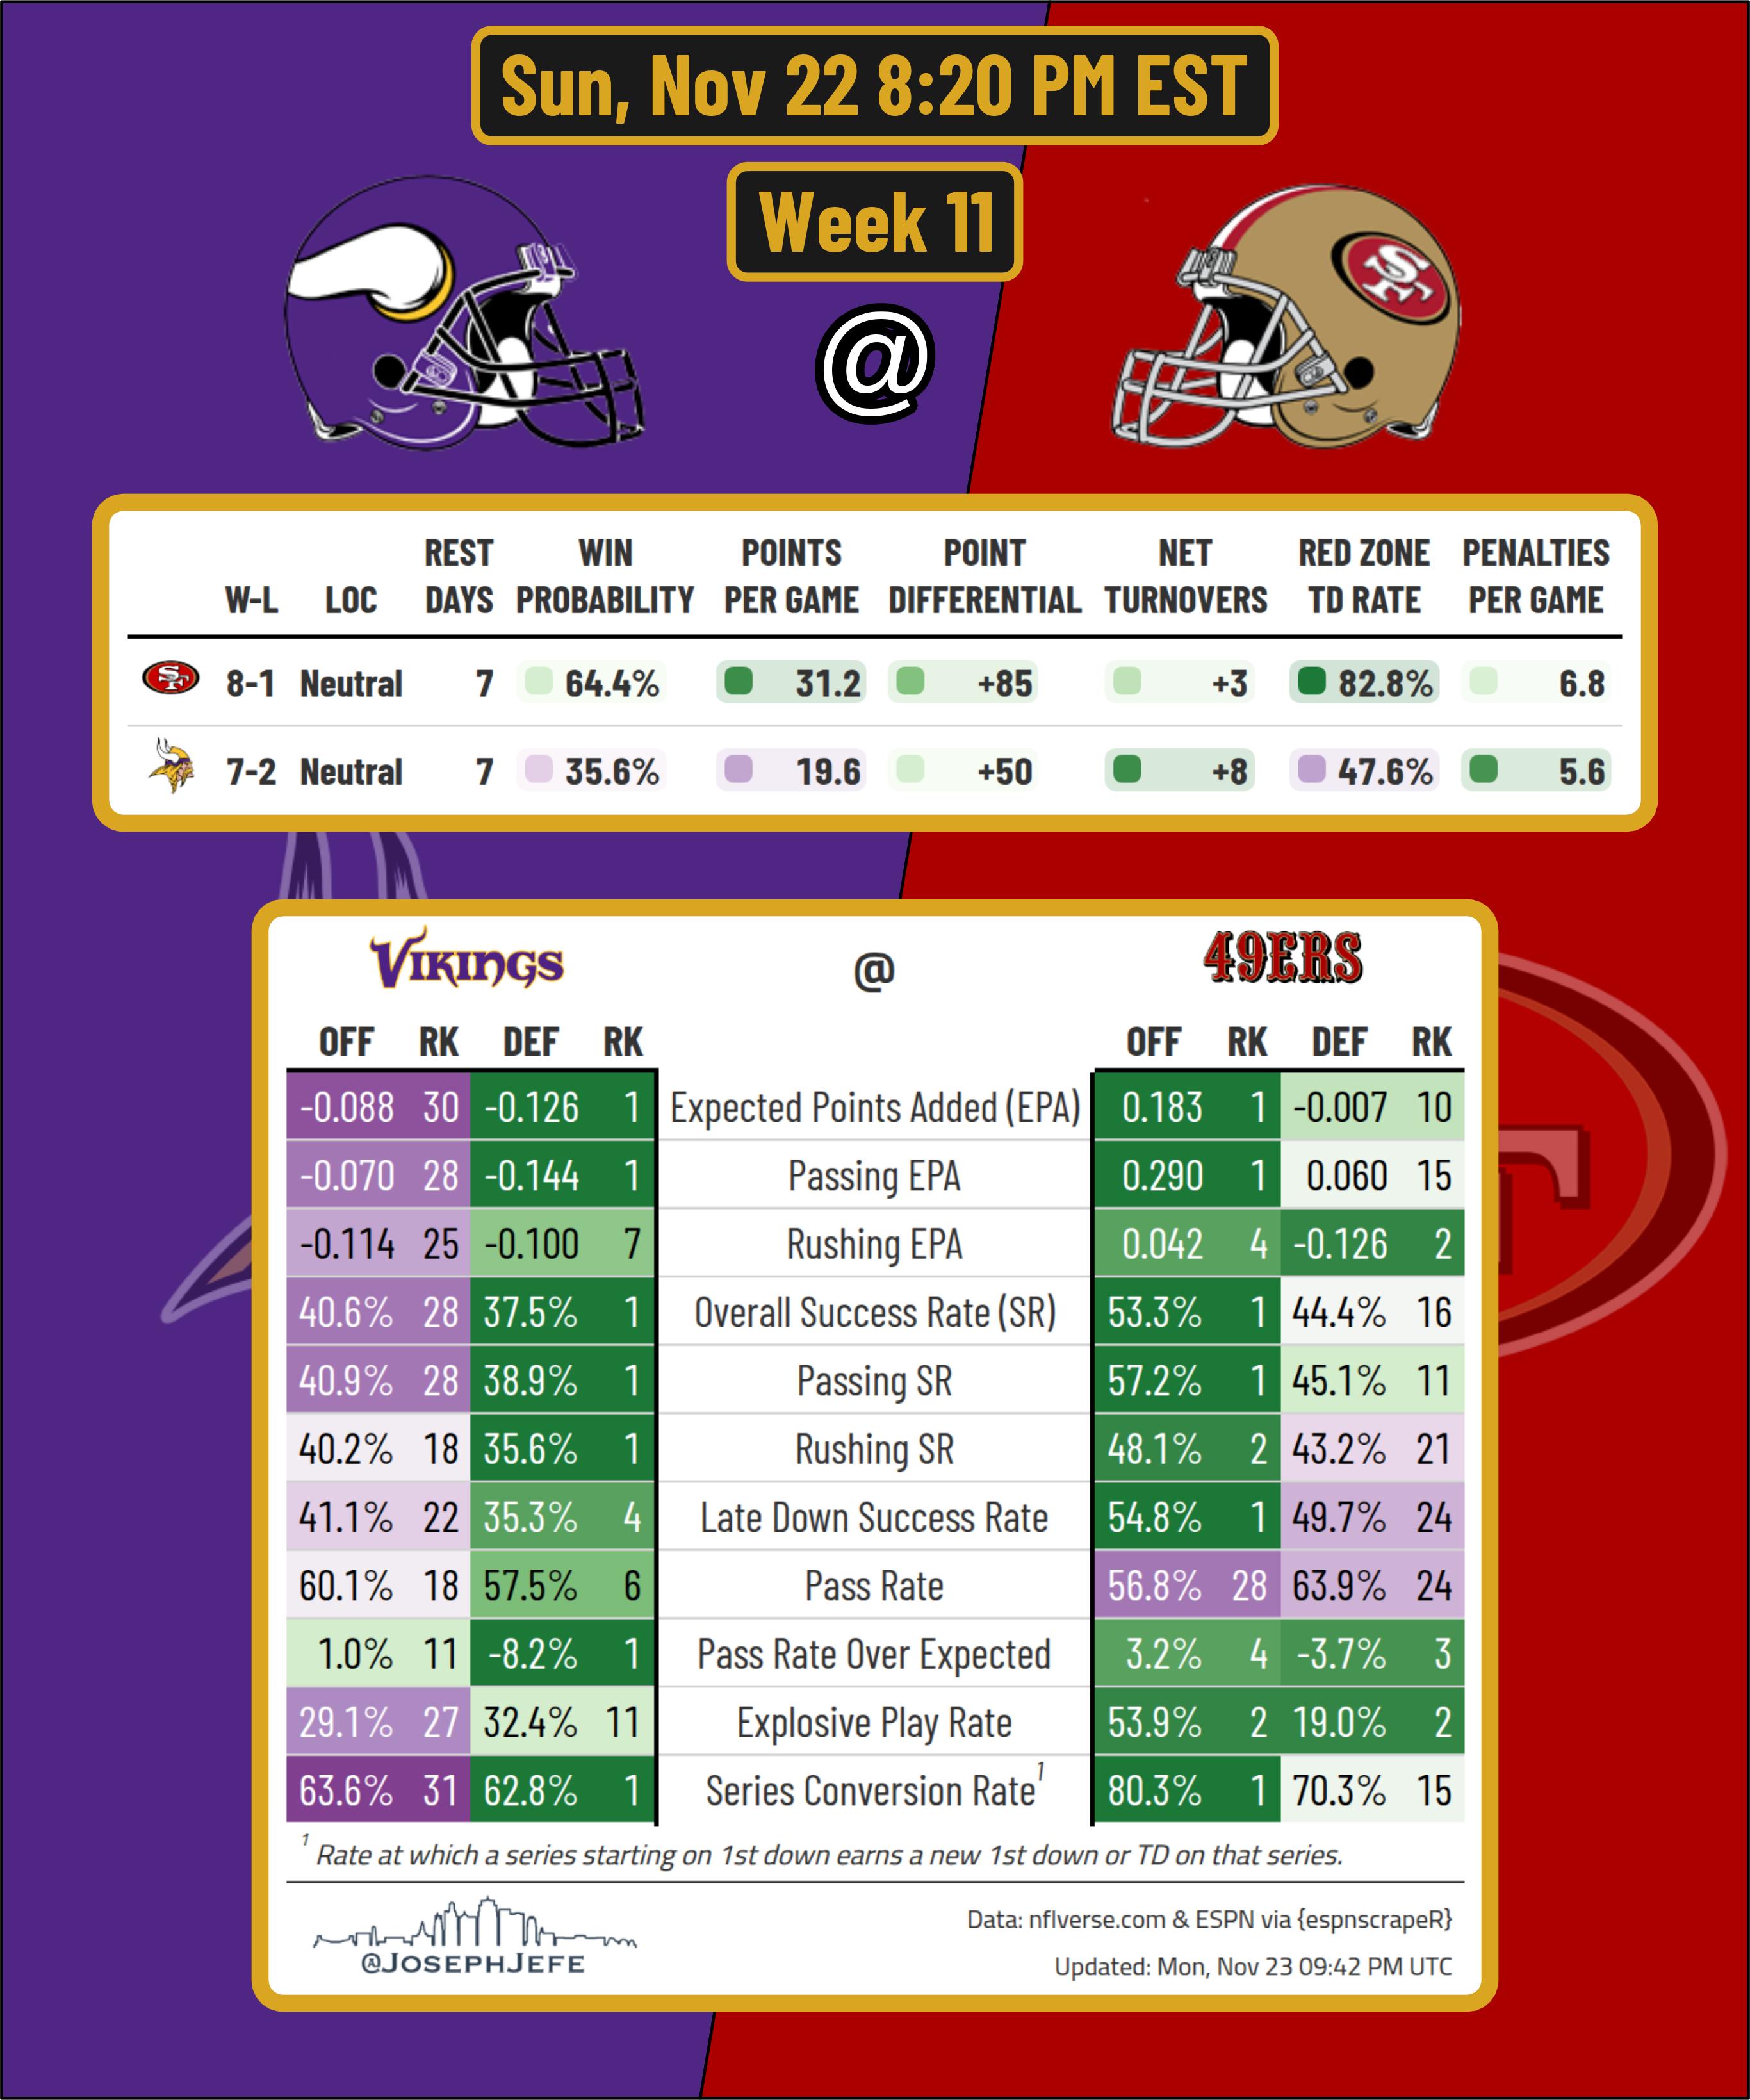 Sun, Nov 22 8:20 PM EST
Week 11
@
SF
REST WIN POINTS POINT NET RED ZONE PENALTIES
W-L LOC DAYS PROBABILITY PER GAME DIFFERENTIAL TURNOVERS TD RATE PER GAME
SF 8-1 Neutral 7 64.4% 31.2 +85 +3 82.8% 6.8
7-2 Neutral 7 35.6% 19.6 +50 +8 47.6% 5.6
VIKINGS @ 49ERS
OFF RK DEF RK OFF RK DEF RK
-0.088 30 -0.126 1 Expected Points Added (EPA) 0.183 1 -0.007 10
-0.070 28 -0.144 1 Passing EPA 0.290 1 0.060 15
-0.114 25 -0.100 7 Rushing EPA 0.042 4 -0.126 2
40.6% 28 37.5% 1 Overall Success Rate (SR) 53.3% 1 44.4% 16
40.9% 28 38.9% 1 Passing SR 57.2% 1 45.1% 11
40.2% 18 35.6% 1 Rushing SR 48.1% 2 43.2% 21
41.1% 22 35.3% 4 Late Down Success Rate 54.8% 1 49.7% 24
60.1% 18 57.5% 6 Pass Rate 56.8% 28 63.9% 24
1.0% 11 -8.2% 1 Pass Rate Over Expected 3.2% 4 -3.7% 3
29.1% 27 32.4% 11 Explosive Play Rate 53.9% 2 19.0% 2
63.6% 31 62.8% 1 Series Conversion Rate¹ 80.3% 1 70.3% 15
¹ Rate at which a series starting on 1st down earns a new 1st down or TD on that series.
@JOSEPHJEFE
Data: nflverse.com & ESPN via {espnscrapeR}
Updated: Mon, Nov 23 09:42 PM UTC